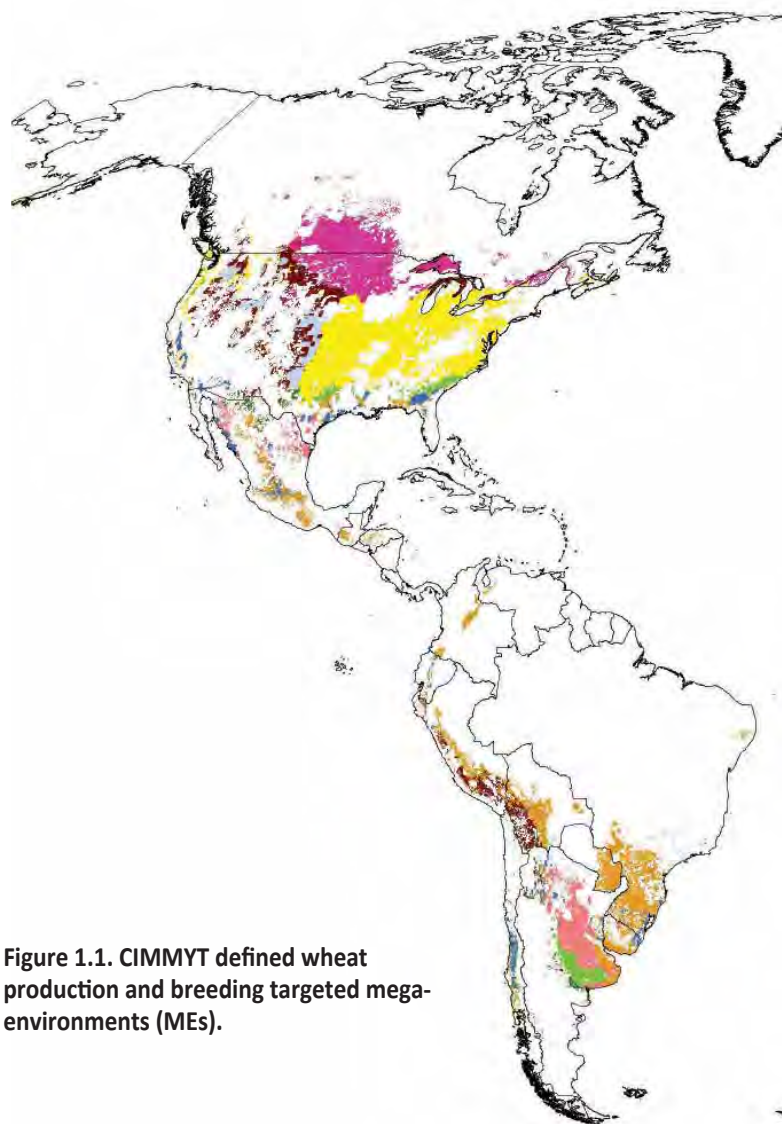 Figure 1.1. CIMMYT defined wheat
production and breeding targeted mega-
environments (MEs).